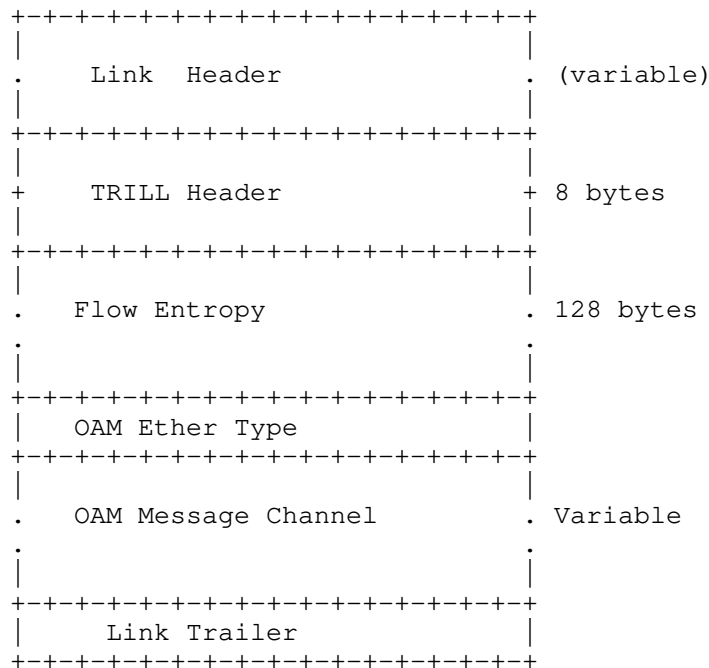 +-+-+-+-+-+-+-+-+-+-+-+-+-+-+-+-+
|                               |
.    Link  Header               . (variable)
|                               |
+-+-+-+-+-+-+-+-+-+-+-+-+-+-+-+-+
|                               |
+    TRILL Header               + 8 bytes
|                               |
+-+-+-+-+-+-+-+-+-+-+-+-+-+-+-+-+
|                               |
.   Flow Entropy                . 128 bytes
.                               .
|                               |
+-+-+-+-+-+-+-+-+-+-+-+-+-+-+-+-+
|   OAM Ether Type              |
+-+-+-+-+-+-+-+-+-+-+-+-+-+-+-+-+
|                               |
.   OAM Message Channel         . Variable
.                               .
|                               |
+-+-+-+-+-+-+-+-+-+-+-+-+-+-+-+-+
|     Link Trailer              |
+-+-+-+-+-+-+-+-+-+-+-+-+-+-+-+-+